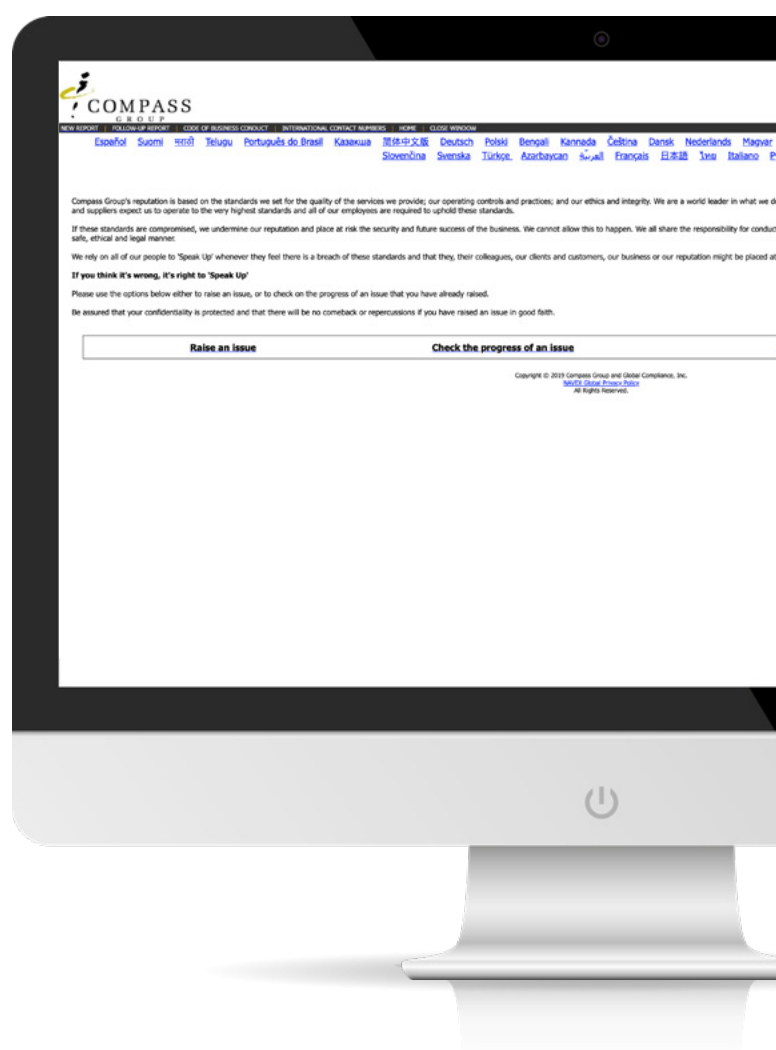 COMPASS
GROUP
NEW REPORT | FOLLOW-UP REPORT | CODE OF BUSINESS CONDUCT | INTERNATIONAL CONTACT NUMBERS | HOME | CLOSE WINDOW
Español Suomi मराठी Telugu Português do Brasil Казакша 简体中文版 Deutsch Polski Bengali Kannada Čeština Dansk Nederlands Magyar
Slovenčina Svenska Türkçe Azərbaycan العربيّة Français 日本語 ไทย Italiano P
Compass Group's reputation is based on the standards we set for the quality of the services we provide; our operating controls and practices; and our ethics and integrity. We are a world leader in what we d
and suppliers expect us to operate to the very highest standards and all of our employees are required to uphold these standards.
If these standards are compromised, we undermine our reputation and place at risk the security and future success of the business. We cannot allow this to happen. We all share the responsibility for conduc
safe, ethical and legal manner.
We rely on all of our people to 'Speak Up' whenever they feel there is a breach of these standards and that they, their colleagues, our clients and customers, our business or our reputation might be placed at
If you think it's wrong, it's right to 'Speak Up'
Please use the options below either to raise an issue, or to check on the progress of an issue that you have already raised.
Be assured that your confidentiality is protected and that there will be no comeback or repercussions if you have raised an issue in good faith.
Raise an issue Check the progress of an issue
Copyright © 2019 Compass Group and Global Compliance, Inc.
NAVEX Global Privacy Policy
All Rights Reserved.